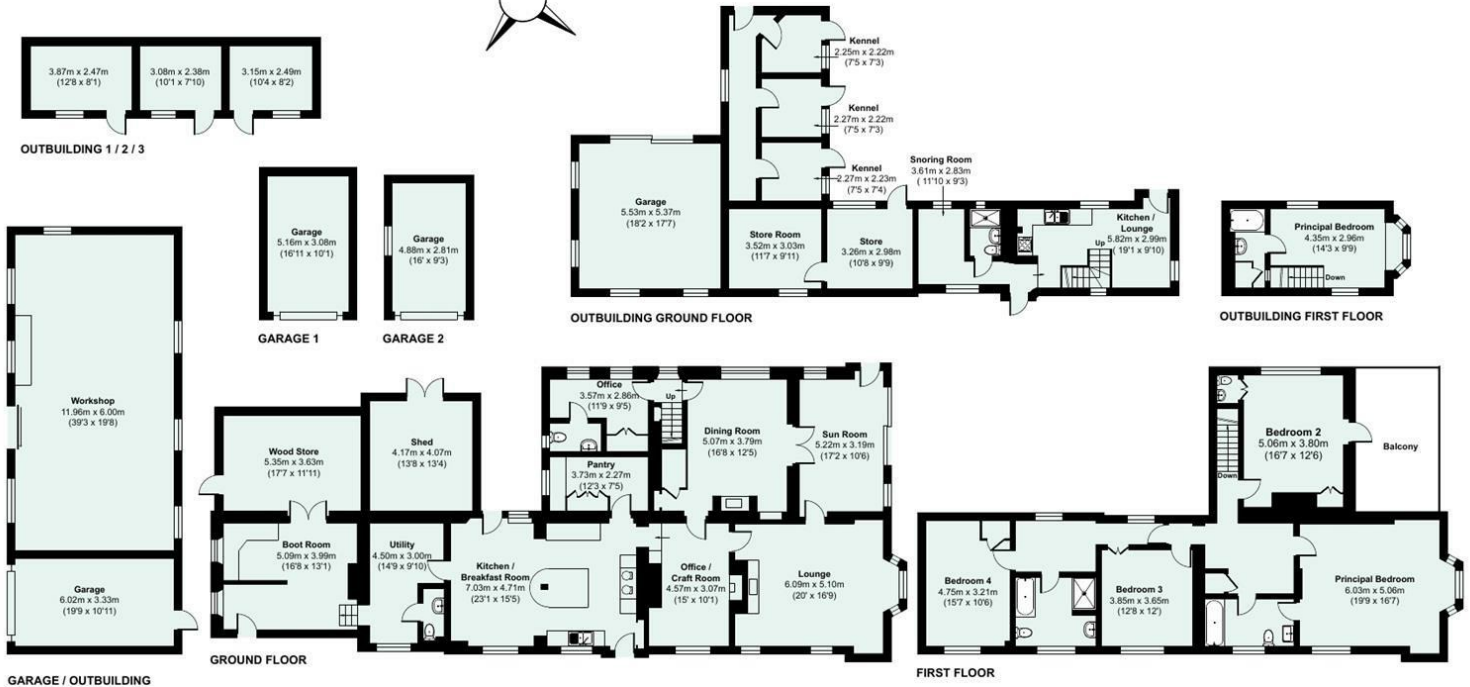 3.87m x 2.47m
(12'8 x 8'1)
3.08m x 2.38m
(10'1 x 7'10)
3.15m x 2.49m
(10'4 x 8'2)
OUTBUILDING 1 / 2 / 3
Garage
5.16m x 3.08m
(16'11 x 10'1)
GARAGE 1
Garage
4.88m x 2.81m
(16' x 9'3)
GARAGE 2
Kennel
2.25m x 2.22m
(7'5 x 7'3)
Kennel
2.27m x 2.22m
(7'5 x 7'3)
Kennel
2.27m x 2.23m
(7'5 x 7'4)
Garage
5.53m x 5.37m
(18'2 x 17'7)
Store Room
3.52m x 3.03m
(11'7 x 9'11)
Store
3.26m x 2.98m
(10'8 x 9'9)
Snoring Room
3.61m x 2.83m
( 11'10 x 9'3)
Kitchen /
Lounge
5.82m x 2.99m
( 19'1 x 9'10)
Up
OUTBUILDING GROUND FLOOR
Principal Bedroom
4.35m x 2.96m
(14'3 x 9'9)
Down
OUTBUILDING FIRST FLOOR
Workshop
11.96m x 6.00m
(39'3 x 19'8)
Garage
6.02m x 3.33m
(19'9 x 10'11)
GARAGE / OUTBUILDING
Wood Store
5.35m x 3.63m
(17'7 x 11'11)
Shed
4.17m x 4.07m
(13'8 x 13'4)
Boot Room
5.09m x 3.99m
(16'8 x 13'1)
Utility
4.50m x 3.00m
(14'9 x 9'10)
Kitchen /
Breakfast Room
7.03m x 4.71m
(23'1 x 15'5)
Office
3.57m x 2.86m
(11'9 x 9'5)
Up
Pantry
3.73m x 2.27m
(12'3 x 7'5)
Dining Room
5.07m x 3.79m
(16'8 x 12'5)
Sun Room
5.22m x 3.19m
(17'2 x 10'6)
Office /
Craft Room
4.57m x 3.07m
(15' x 10'1)
Lounge
6.09m x 5.10m
(20' x 16'9)
GROUND FLOOR
Bedroom 2
5.06m x 3.80m
(16'7 x 12'6)
Balcony
Down
Bedroom 4
4.75m x 3.21m
(15'7 x 10'6)
Bedroom 3
3.85m x 3.65m
(12'8 x 12')
Principal Bedroom
6.03m x 5.06m
(19'9 x 16'7)
FIRST FLOOR